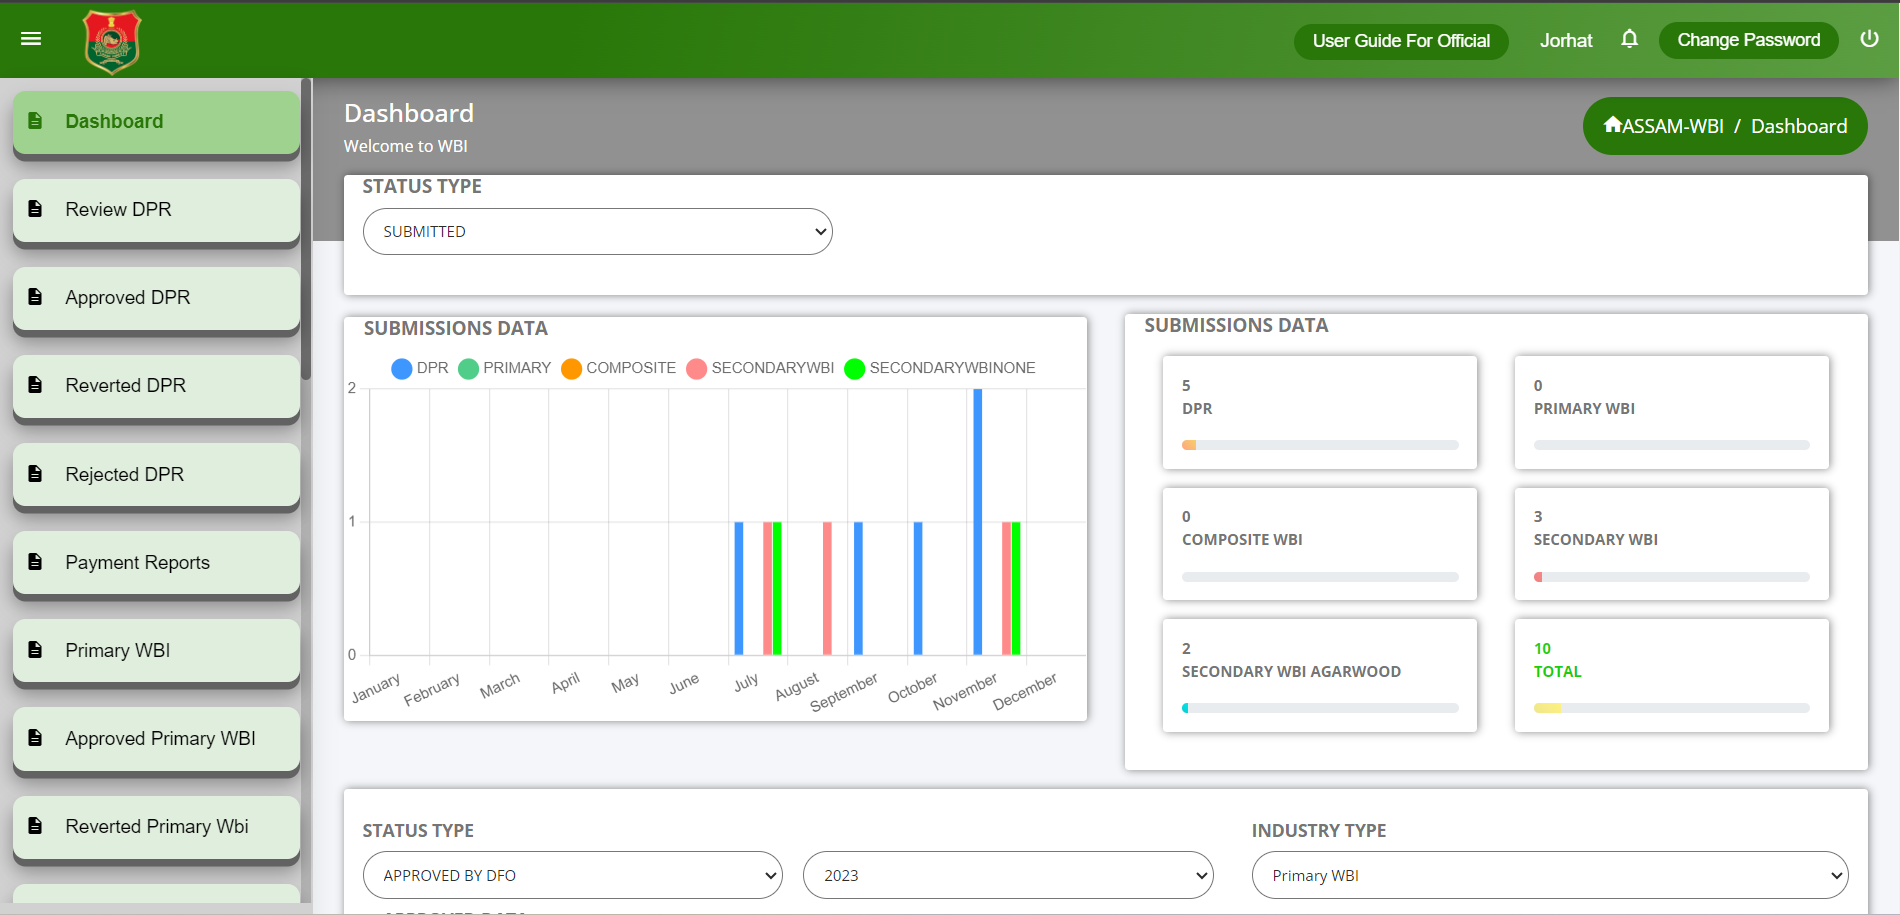 User Guide For Official
Jorhat
Change Password
Dashboard
Review DPR
Approved DPR
Reverted DPR
Rejected DPR
Payment Reports
Primary WBI
Approved Primary WBI
Reverted Primary Wbi
Dashboard
Welcome to WBI
ASSAM-WBI / Dashboard
STATUS TYPE
SUBMITTED
SUBMISSIONS DATA
DPR PRIMARY COMPOSITE SECONDARYWBI SECONDARYWBINONE
2
1
0
January February March April May June July August September October November December
SUBMISSIONS DATA
5
DPR
0
PRIMARY WBI
0
COMPOSITE WBI
3
SECONDARY WBI
2
SECONDARY WBI AGARWOOD
10
TOTAL
STATUS TYPE
APPROVED BY DFO
2023
INDUSTRY TYPE
Primary WBI